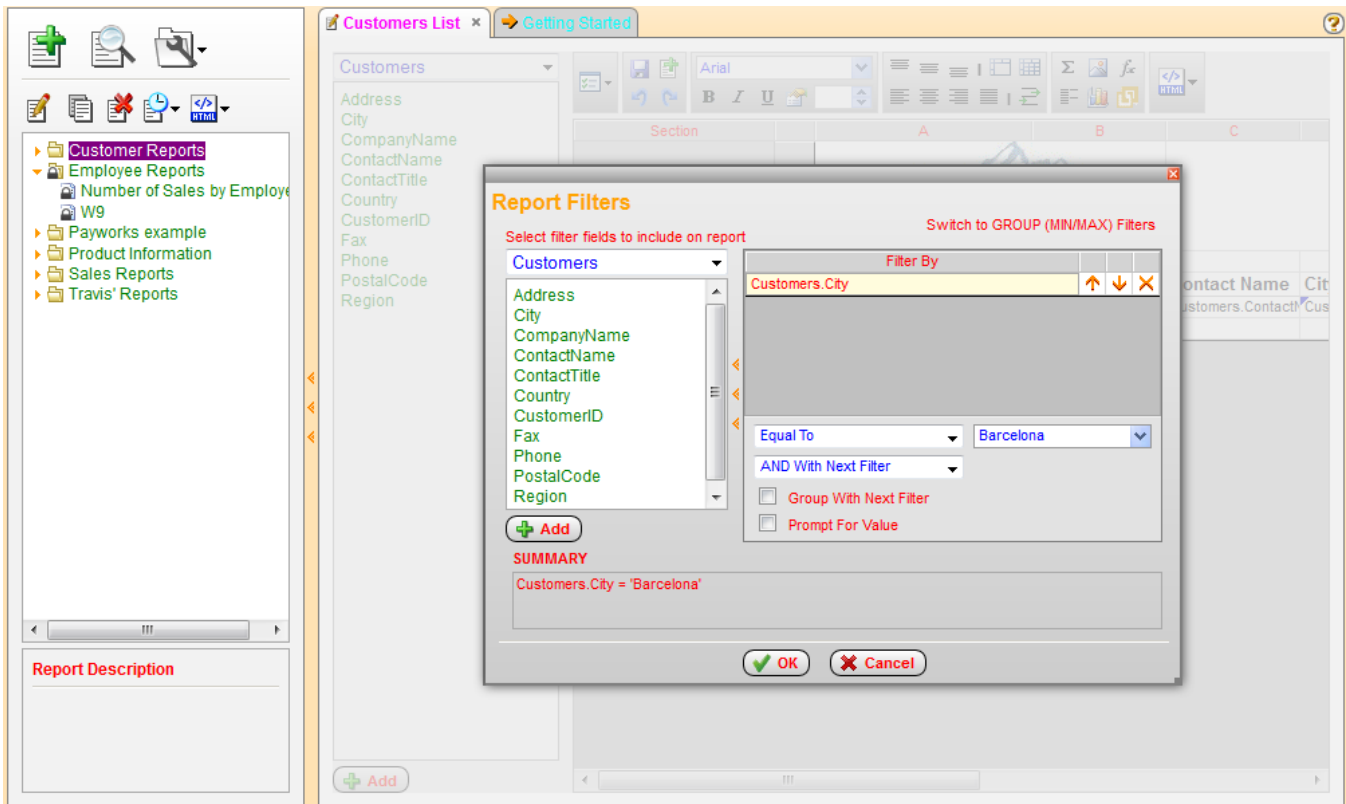 Customers List ×
Getting Started
?
HTML
Customer Reports
Employee Reports
Number of Sales by Employe
W9
Payworks example
Product Information
Sales Reports
Travis' Reports
Report Description
Customers
Address
City
CompanyName
ContactName
ContactTitle
Country
CustomerID
Fax
Phone
PostalCode
Region
Add
Arial
Σ
fx
B I U
HTML
Section A B C
ontact Name Cit
ustomers.Contact Cus
Report Filters
Switch to GROUP (MIN/MAX) Filters
Select filter fields to include on report
Customers
Address
City
CompanyName
ContactName
ContactTitle
Country
CustomerID
Fax
Phone
PostalCode
Region
Add
Filter By
Customers.City
Equal To Barcelona
AND With Next Filter
Group With Next Filter
Prompt For Value
SUMMARY
Customers.City = 'Barcelona'
OK Cancel